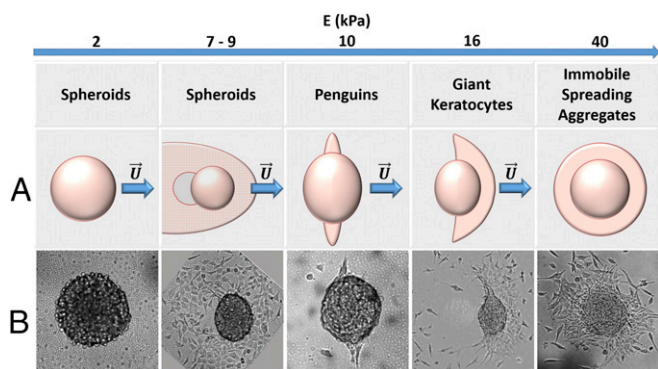 E (kPa)
2 7 - 9 10 16 40
Spheroids Spheroids Penguins Giant Keratocytes Immobile Spreading Aggregates
A U U U U
B